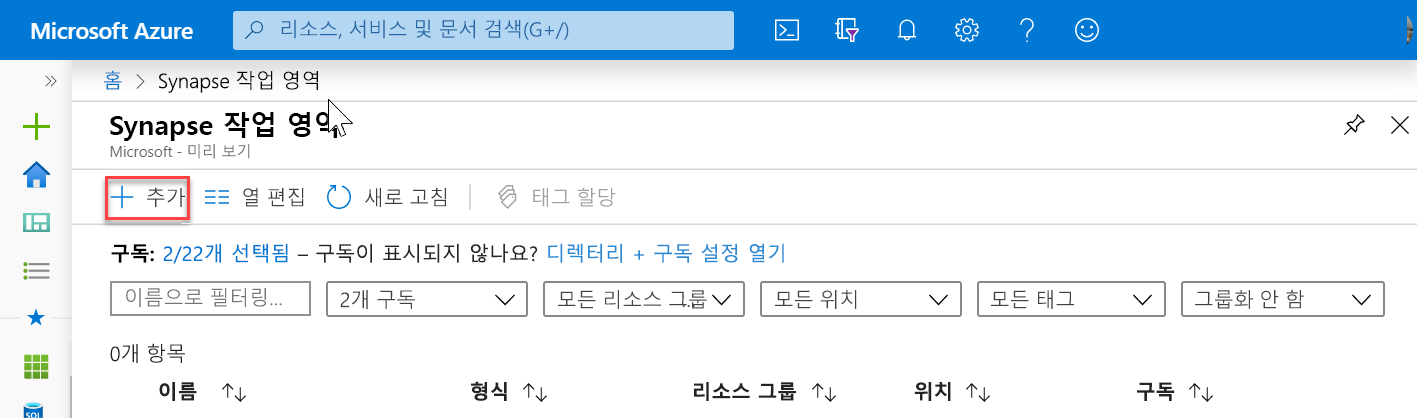 Microsoft Azure 리소스, 서비스 및 문서 검색(G+/)
홈 > Synapse 작업 영역
Synapse 작업 영역
Microsoft - 미리 보기
추가 열 편집 새로 고침 태그 할당
구독: 2/22개 선택됨 – 구독이 표시되지 않나요? 디렉터리 + 구독 설정 열기
이름으로 필터링... 2개 구독 모든 리소스 그룹 모든 위치 모든 태그 그룹화 안 함
0개 항목
이름 ↑↓ 형식 ↑↓ 리소스 그룹 ↑↓ 위치 ↑↓ 구독 ↑↓
SQL